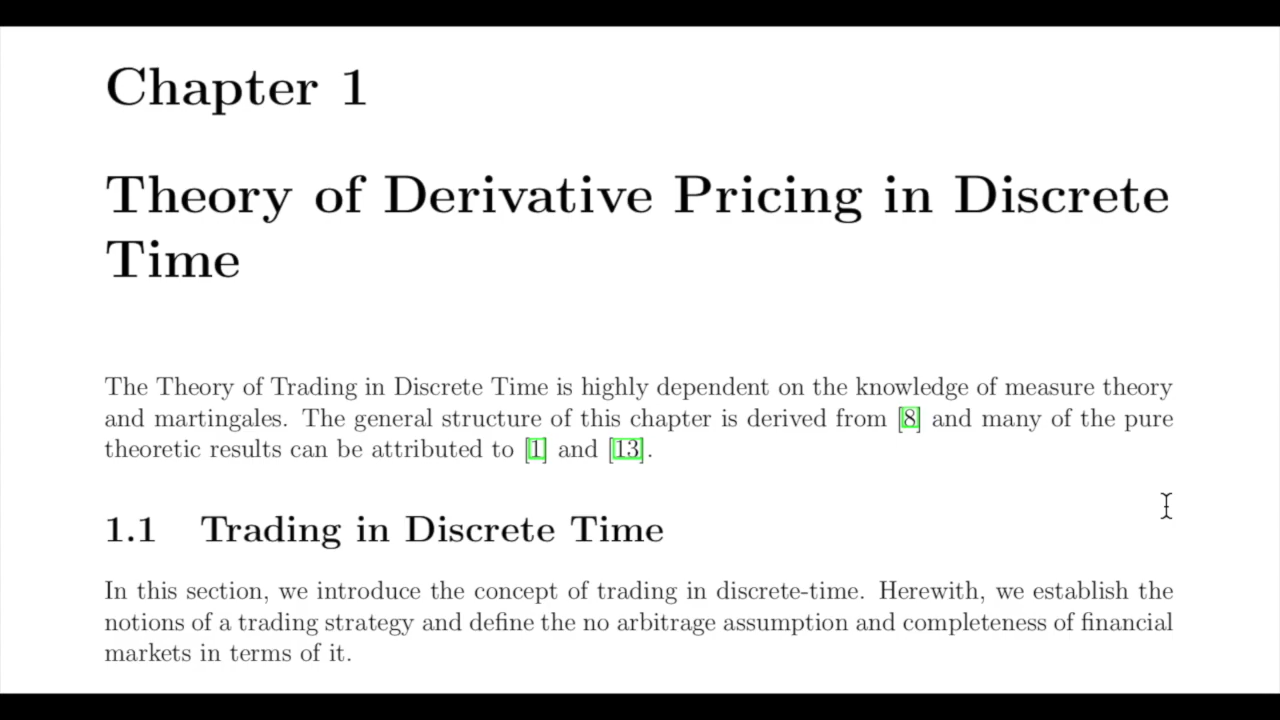 Chapter 1
Theory of Derivative Pricing in Discrete
Time
The Theory of Trading in Discrete Time is highly dependent on the knowledge of measure theory
and martingales. The general structure of this chapter is derived from [8] and many of the pure
theoretic results can be attributed to [1] and [13].
1.1 Trading in Discrete Time
In this section, we introduce the concept of trading in discrete-time. Herewith, we establish the
notions of a trading strategy and define the no arbitrage assumption and completeness of financial
markets in terms of it.